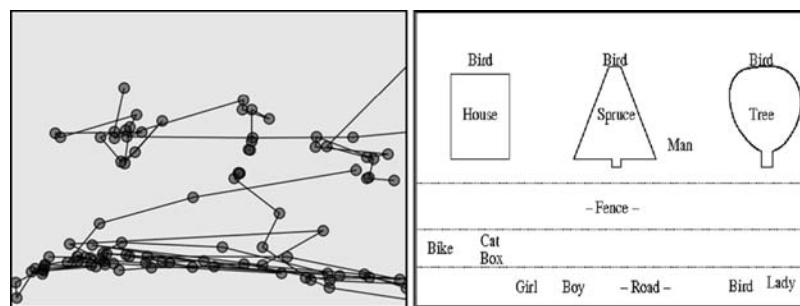 Bird Bird Bird
House Spruce Tree
Man
– Fence –
Bike Cat
Box
Girl Boy – Road – Bird Lady